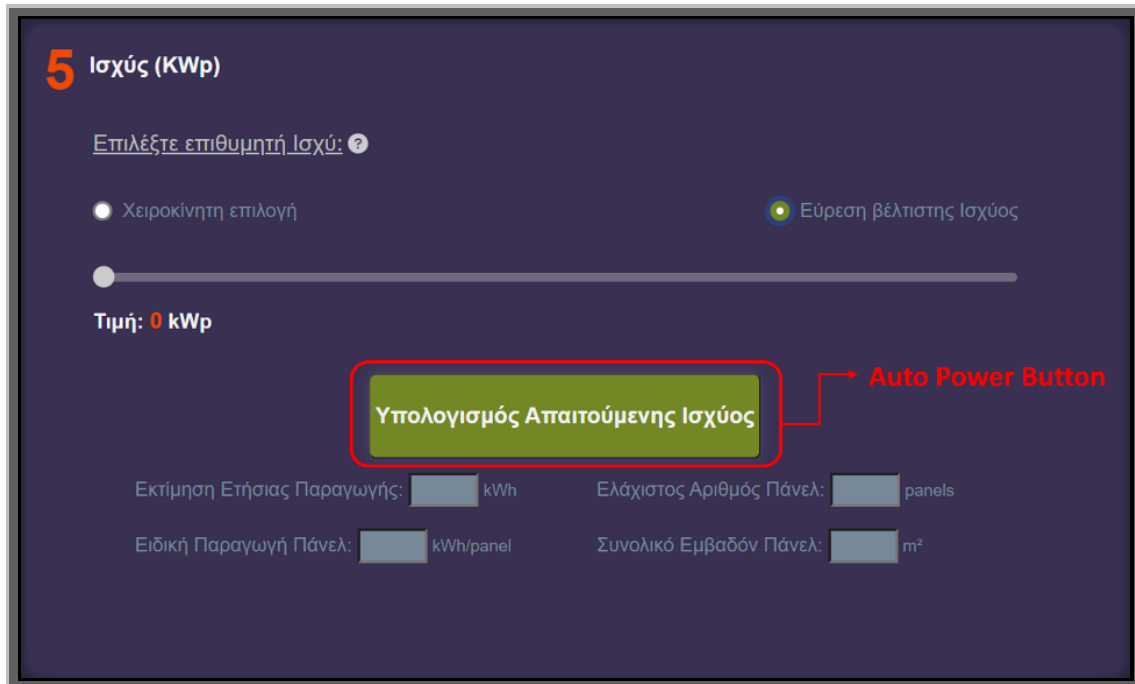 5 Ισχύς (KWp)
Επιλέξτε επιθυμητή Ισχύ: ?
Χειροκίνητη επιλογή
Εύρεση βέλτιστης Ισχύος
Τιμή: 0 kWp
Υπολογισμός Απαιτούμενης Ισχύος
Auto Power Button
Εκτίμηση Ετήσιας Παραγωγής: kWh
Ελάχιστος Αριθμός Πάνελ: panels
Ειδική Παραγωγή Πάνελ: kWh/panel
Συνολικό Εμβαδόν Πάνελ: m²